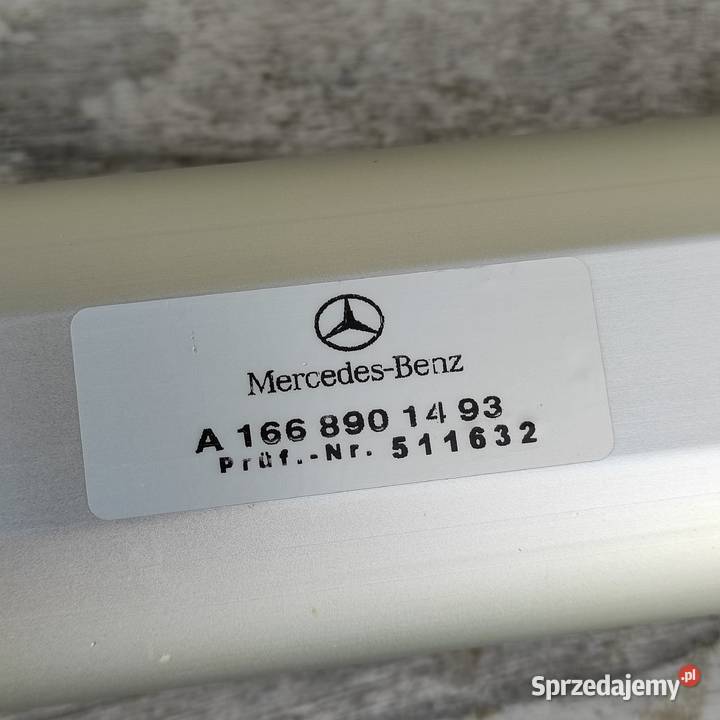 Mercedes-Benz
A 166 890 14 93
Prüf.-Nr. 511632
Sprzedajemy.pl